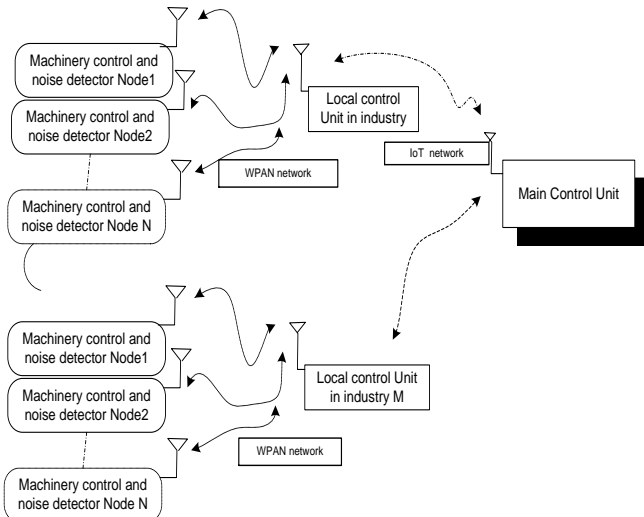 Machinery control and
noise detector Node1
Machinery control and
noise detector Node2
Machinery control and
noise detector Node N
Local control
Unit in industry
WPAN network
IoT network
Main Control Unit
Machinery control and
noise detector Node1
Machinery control and
noise detector Node2
Machinery control and
noise detector Node N
Local control Unit
in industry M
WPAN network